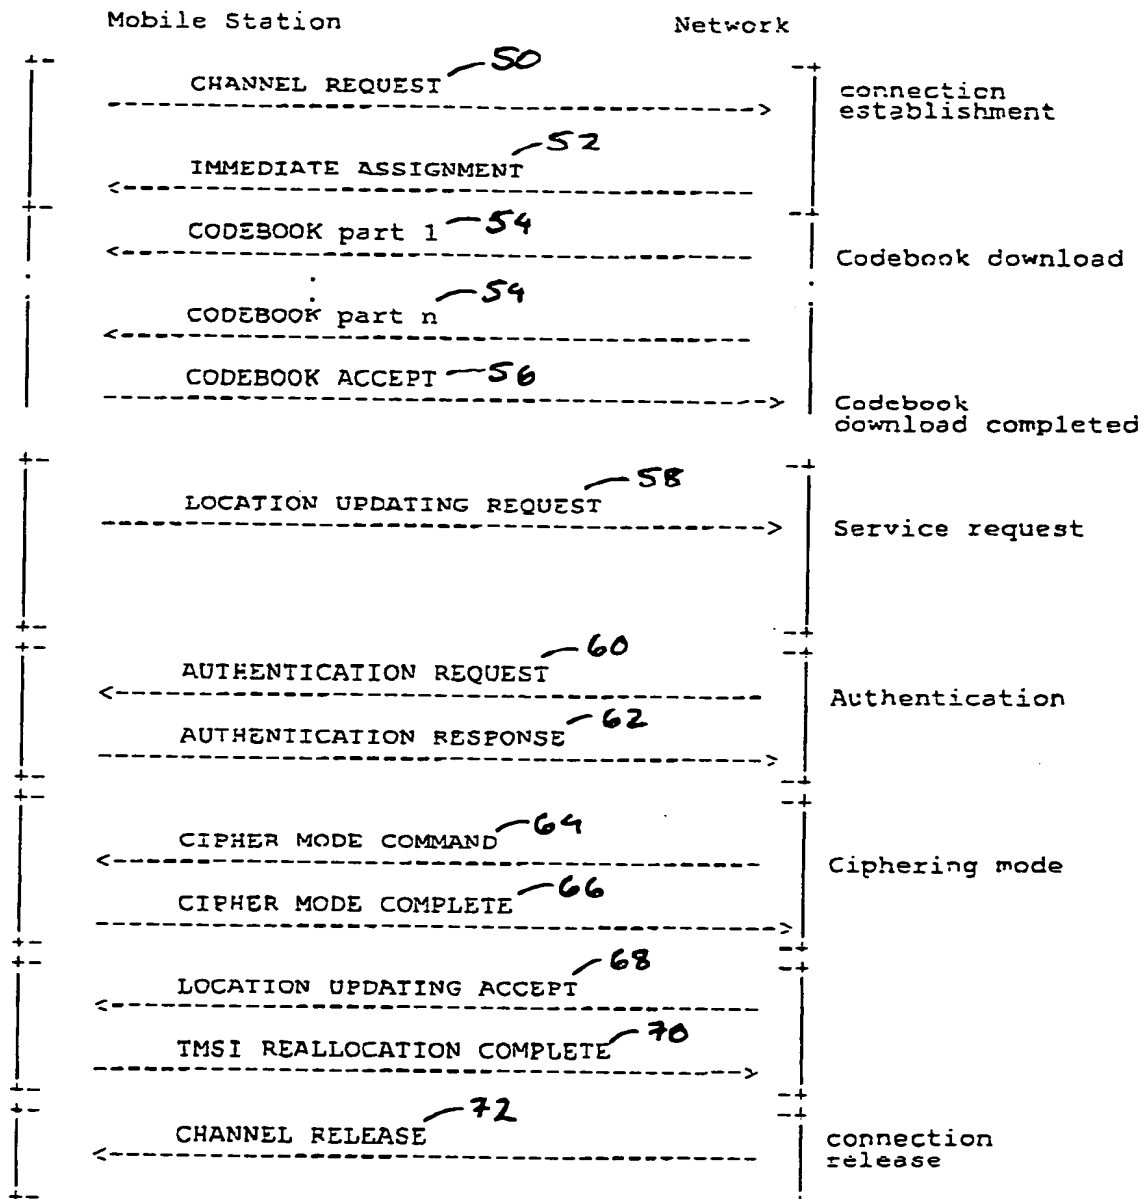 Mobile Station Network
CHANNEL REQUEST 50
connection
establishment
IMMEDIATE ASSIGNMENT 52
CODEBOOK part 1 54
Codebook download
CODEBOOK part n 54
CODEBOOK ACCEPT 56
Codebook
download completed
LOCATION UPDATING REQUEST 58
Service request
AUTHENTICATION REQUEST 60
Authentication
AUTHENTICATION RESPONSE 62
CIPHER MODE COMMAND 64
Ciphering mode
CIPHER MODE COMPLETE 66
LOCATION UPDATING ACCEPT 68
TMSI REALLOCATION COMPLETE 70
CHANNEL RELEASE 72
connection
release